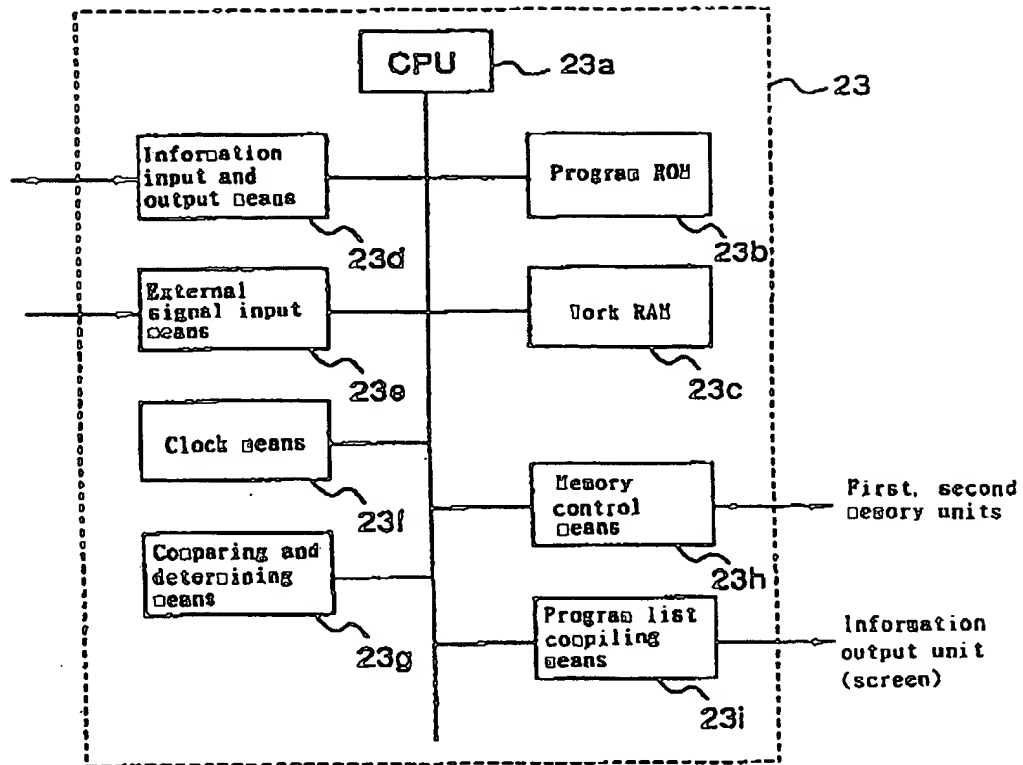 CPU
23a
23
Information
input and
output means
23d
Program ROM
23b
External
signal input
means
23e
Work RAM
23c
Clock means
23f
Memory
control
means
23h
First, second
memory units
Comparing and
determining
means
23g
Program list
compiling
means
23i
Information
output unit
(screen)